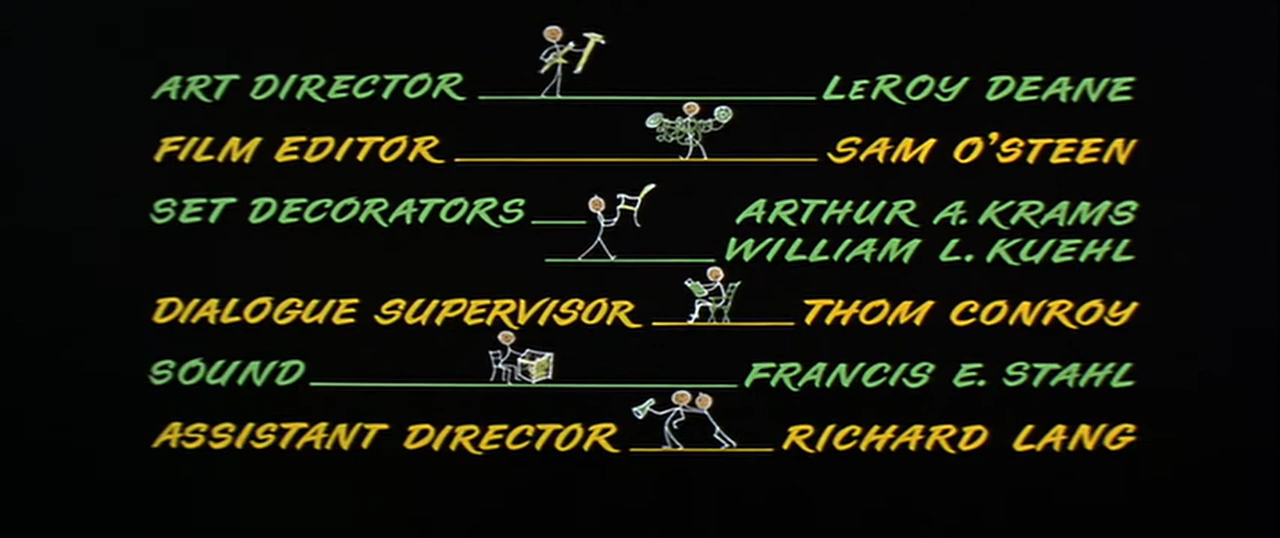 ART DIRECTOR LeROY DEANE
FILM EDITOR SAM O'STEEN
SET DECORATORS ARTHUR A. KRAMS
WILLIAM L. KUEHL
DIALOGUE SUPERVISOR THOM CONROY
SOUND FRANCIS E. STAHL
ASSISTANT DIRECTOR RICHARD LANG